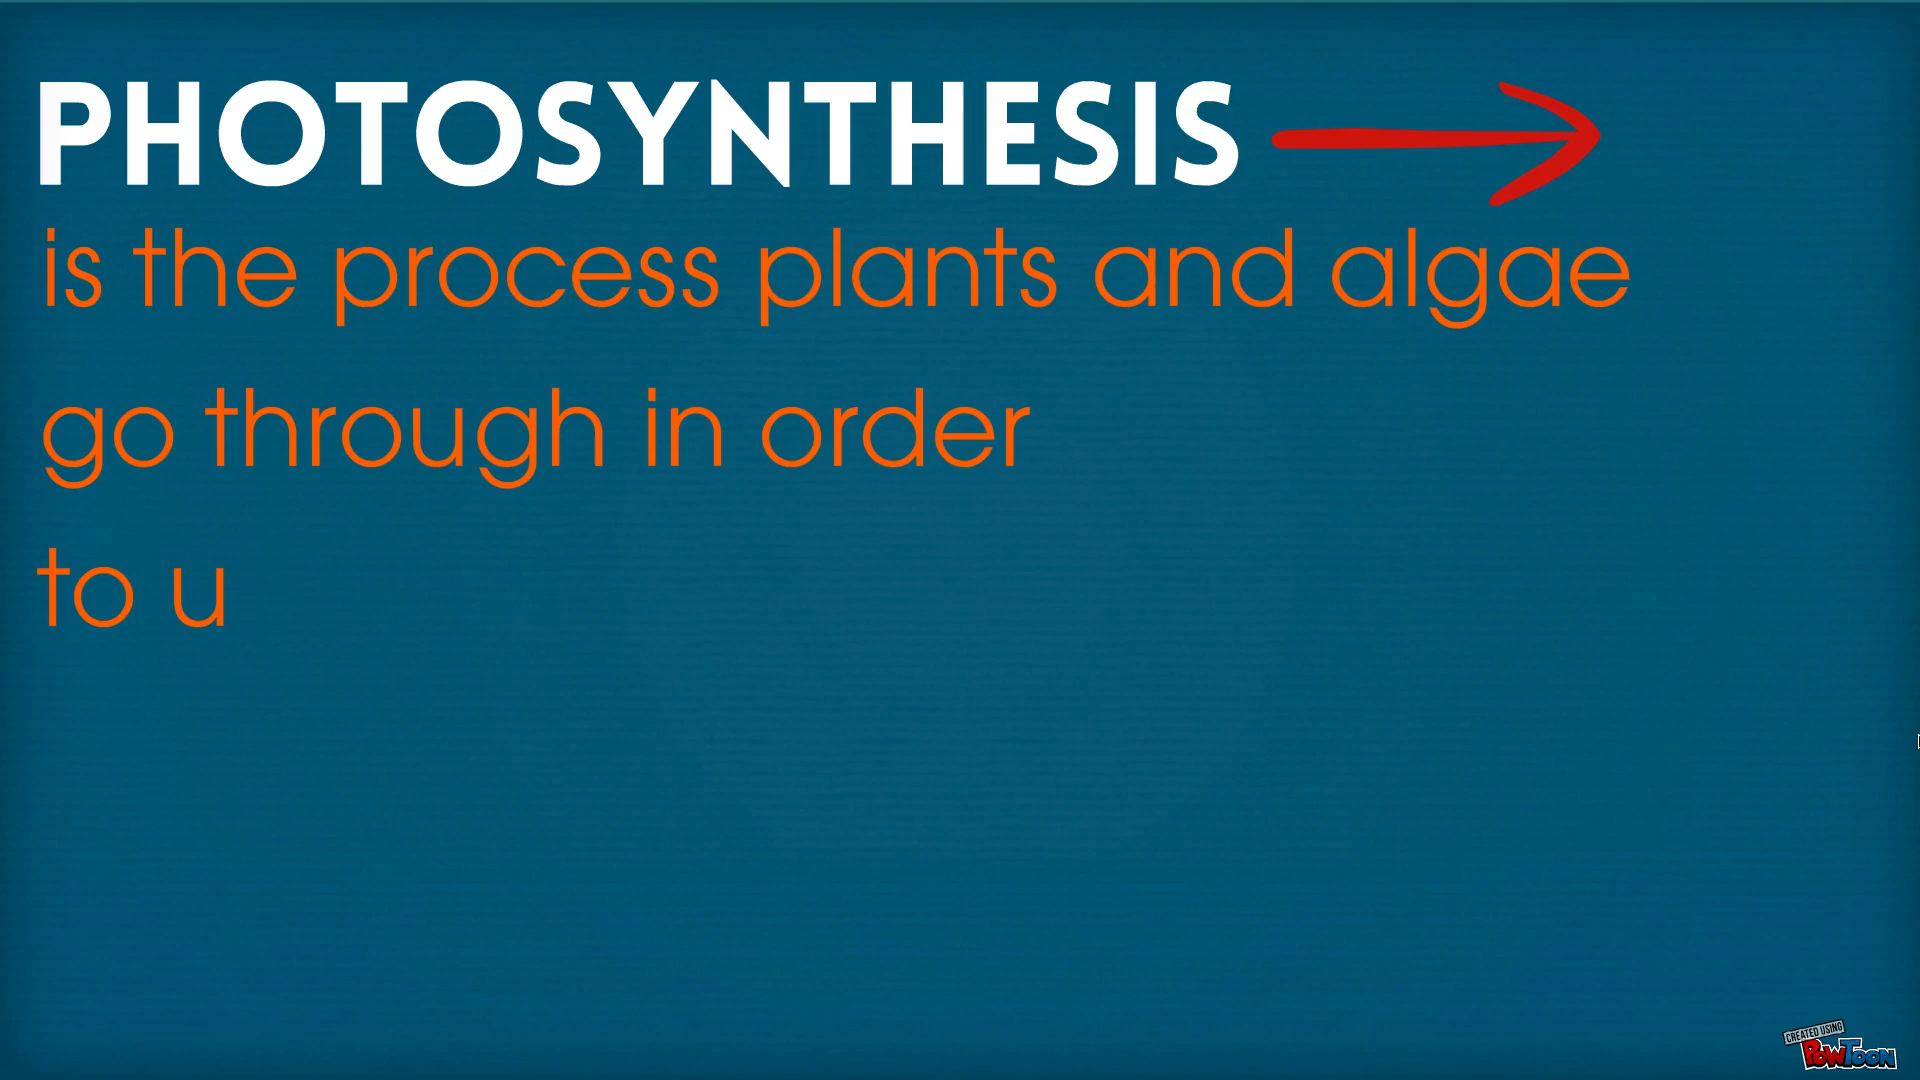 PHOTOSYNTHESIS
is the process plants and algae
go through in order
to u
CREATED USING
POWTOON